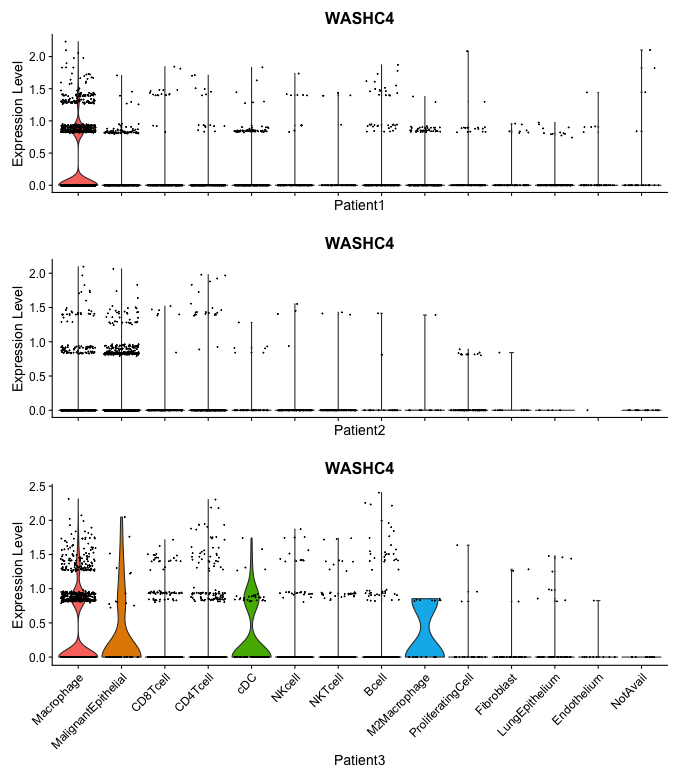 WASHC4
Expression Level
2.0
1.5
1.0
0.5
0.0
Patient1
WASHC4
Expression Level
2.0
1.5
1.0
0.5
0.0
Patient2
WASHC4
Expression Level
2.5
2.0
1.5
1.0
0.5
0.0
Macrophage
MalignantEpithelial
CD8Tcell
CD4Tcell
cDC
NKcell
NKTcell
Bcell
M2Macrophage
ProliferatingCell
Fibroblast
LungEpithelium
Endothelium
NotAvail
Patient3